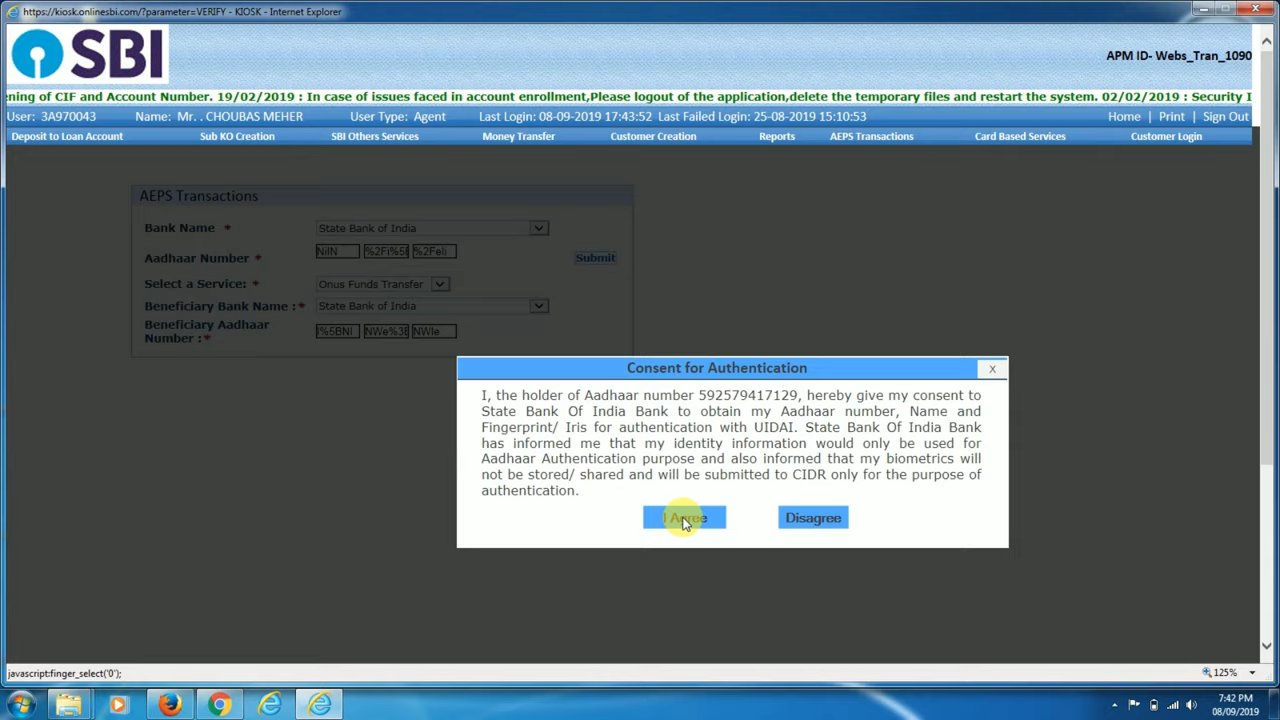 https://kiosk.onlinesbi.com/?parameter=VERIFY - KIOSK - Internet Explorer
SBI
APM ID- Webs_Tran_1090
ening of CIF and Account Number. 19/02/2019 : In case of issues faced in account enrollment,Please logout of the application,delete the temporary files and restart the system. 02/02/2019 : Security I
User: 3A970043 Name: Mr. . CHOUBAS MEHER User Type: Agent Last Login: 08-09-2019 17:43:52 Last Failed Login: 25-08-2019 15:10:53 Home | Print | Sign Out
Deposit to Loan Account Sub KO Creation SBI Others Services Money Transfer Customer Creation Reports AEPS Transactions Card Based Services Customer Login
AEPS Transactions
Bank Name * State Bank of India
Aadhaar Number * NiIN %2Fi%5E %2FeIi Submit
Select a Service: * Onus Funds Transfer
Beneficiary Bank Name : * State Bank of India
Beneficiary Aadhaar
Number : * I%5BNI NWe%3E NWIe
Consent for Authentication X
I, the holder of Aadhaar number 592579417129, hereby give my consent to
State Bank Of India Bank to obtain my Aadhaar number, Name and
Fingerprint/ Iris for authentication with UIDAI. State Bank Of India Bank
has informed me that my identity information would only be used for
Aadhaar Authentication purpose and also informed that my biometrics will
not be stored/ shared and will be submitted to CIDR only for the purpose of
authentication.
I Agree Disagree
javascript:finger_select('0');
125%
7:42 PM
08/09/2019